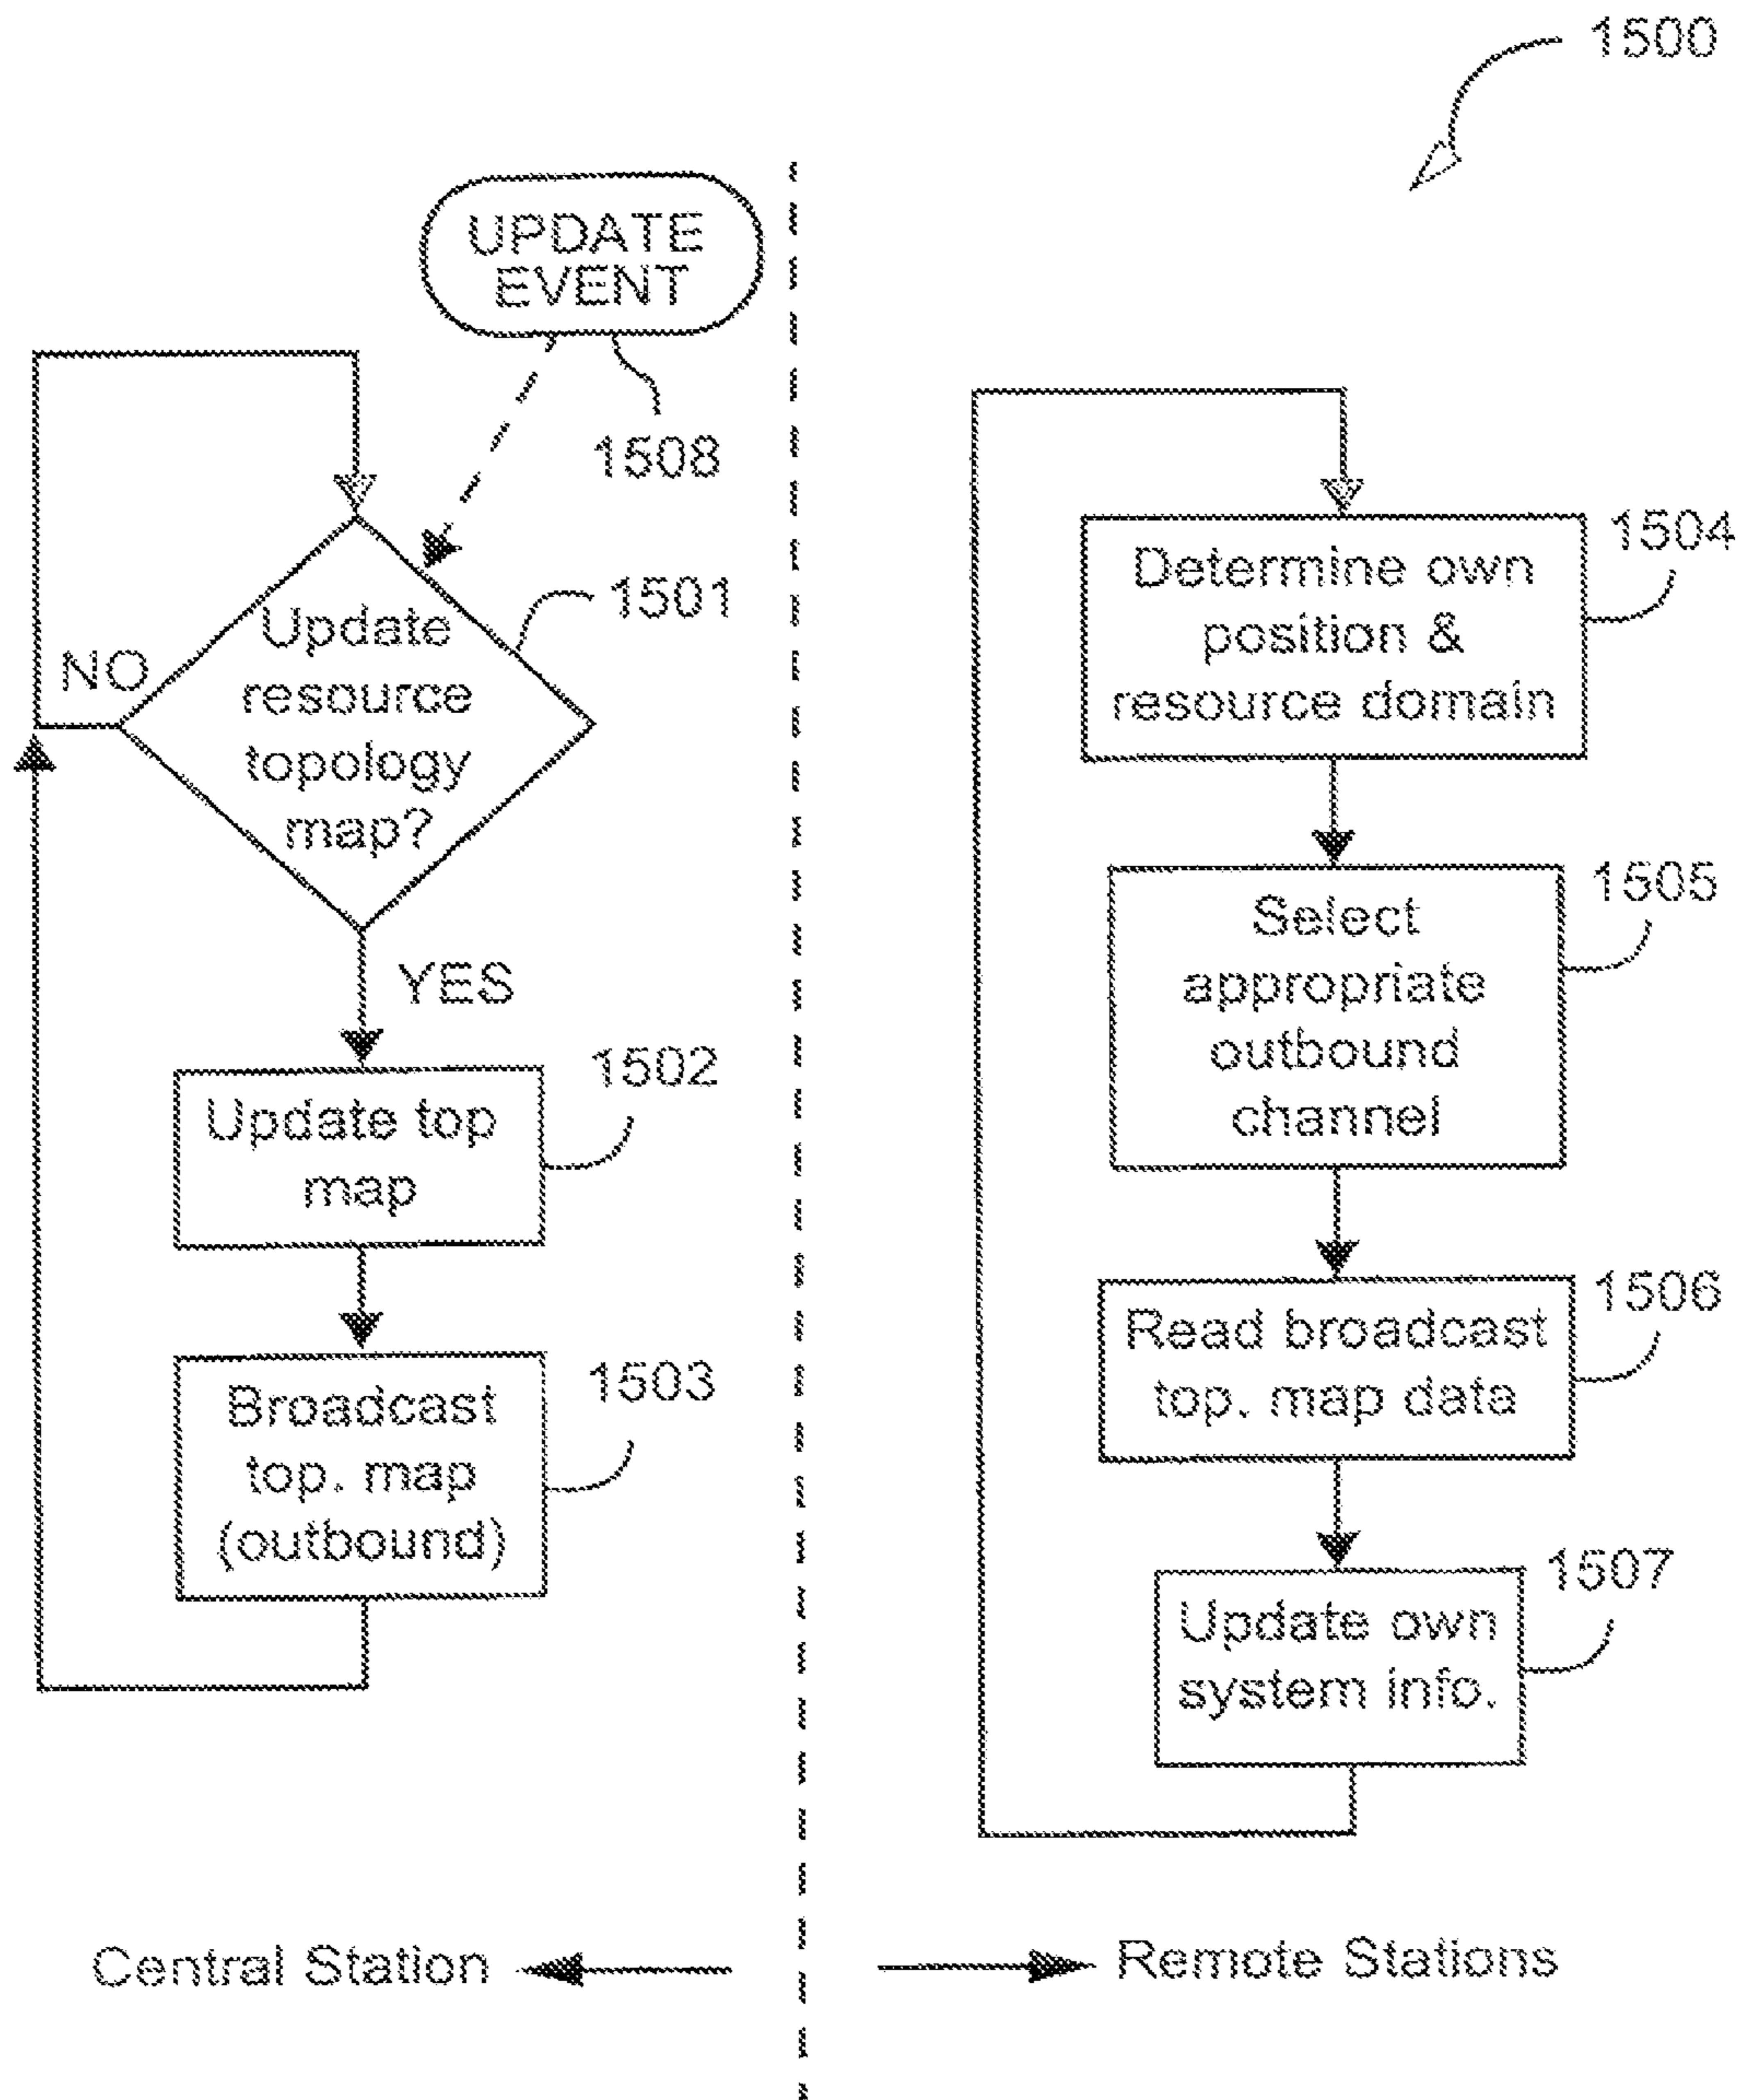 1500
UPDATE
EVENT
1508
1501
Update
resource
topology
map?
NO
YES
1502
Update top
map
1503
Broadcast
top. map
(outbound)
1504
Determine own
position &
resource domain
1505
Select
appropriate
outbound
channel
1506
Read broadcast
top. map data
1507
Update own
system info.
Central Station
Remote Stations